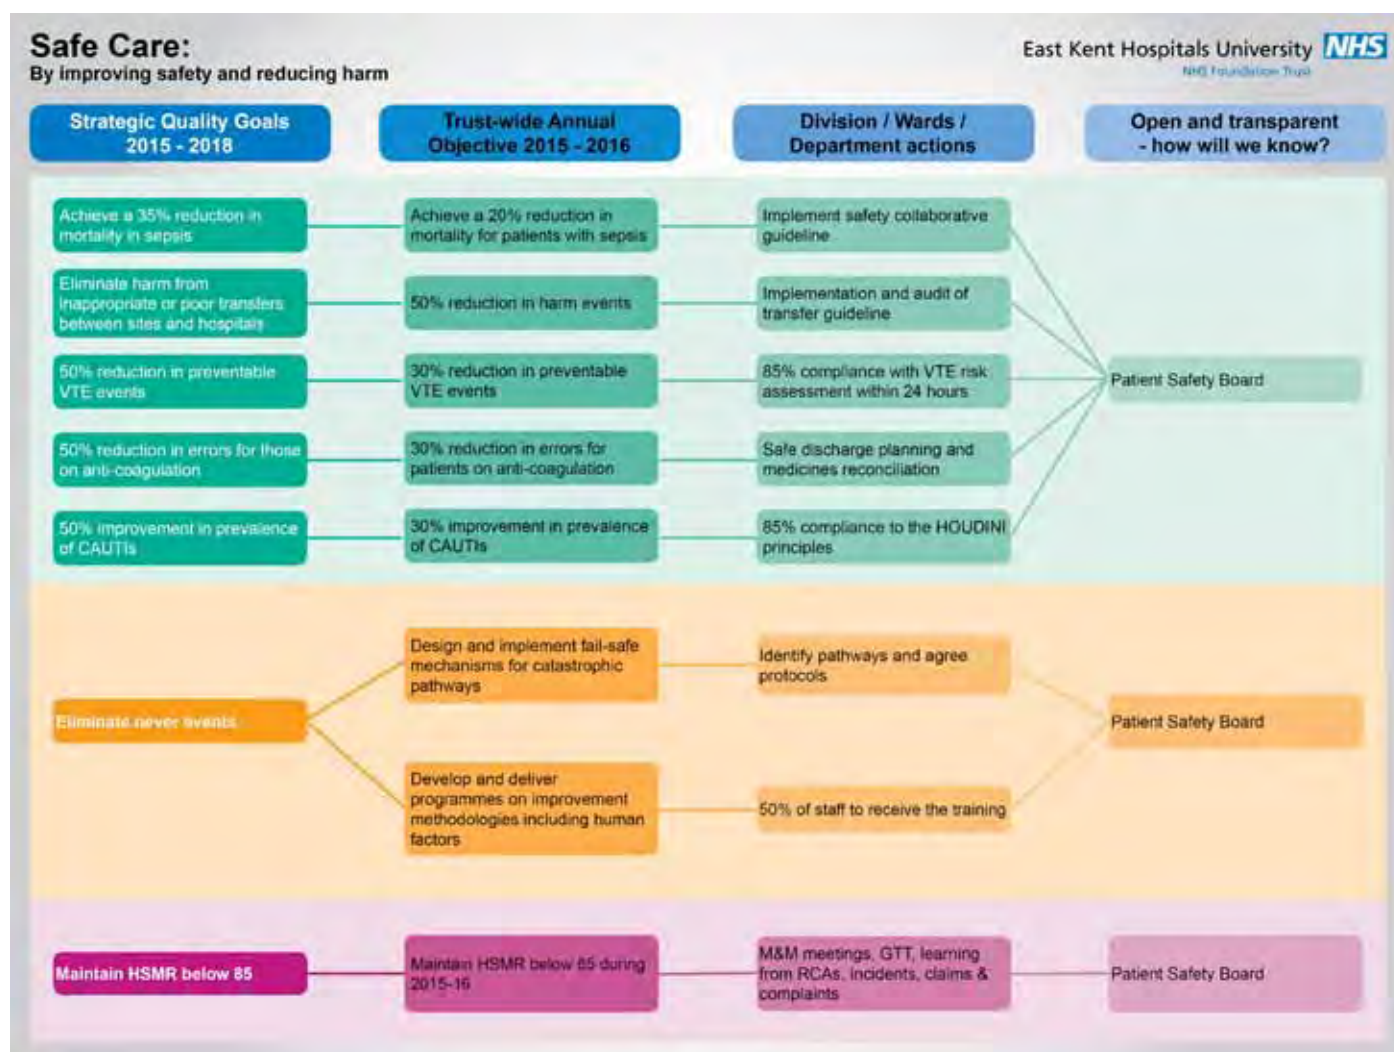 Safe Care:
By improving safety and reducing harm
East Kent Hospitals University NHS
NHS Foundation Trust
Strategic Quality Goals
2015 - 2018
Trust-wide Annual
Objective 2015 - 2016
Division / Wards /
Department actions
Open and transparent
- how will we know?
Achieve a 35% reduction in
mortality in sepsis
Achieve a 20% reduction in
mortality for patients with sepsis
Implement safety collaborative
guideline
Eliminate harm from
inappropriate or poor transfers
between sites and hospitals
50% reduction in harm events
Implementation and audit of
transfer guideline
50% reduction in preventable
VTE events
30% reduction in preventable
VTE events
85% compliance with VTE risk
assessment within 24 hours
Patient Safety Board
50% reduction in errors for those
on anti-coagulation
30% reduction in errors for
patients on anti-coagulation
Safe discharge planning and
medicines reconciliation
50% improvement in prevalence
of CAUTIs
30% improvement in prevalence
of CAUTIs
85% compliance to the HOUDINI
principles
Eliminate never events
Design and implement fail-safe
mechanisms for catastrophic
pathways
Identify pathways and agree
protocols
Patient Safety Board
Develop and deliver
programmes on improvement
methodologies including human
factors
50% of staff to receive the training
Maintain HSMR below 85
Maintain HSMR below 85 during
2015-16
M&M meetings, GTT, learning
from RCAs, incidents, claims &
complaints
Patient Safety Board